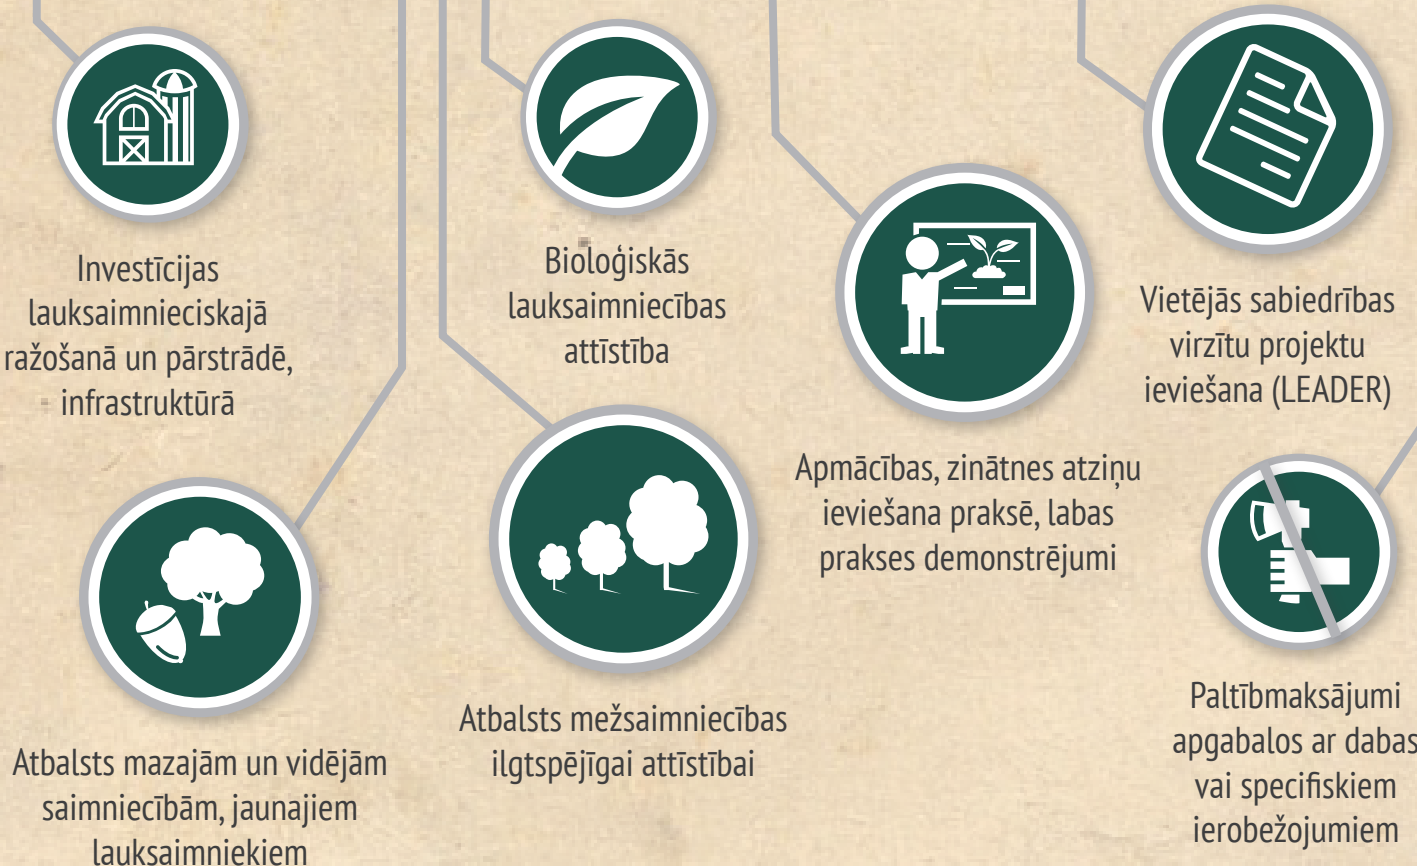 Investīcijas
lauksaimnieciskajā
ražošanā un pārstrādē,
infrastruktūrā
Bioloģiskās
lauksaimniecības
attīstība
Vietējās sabiedrības
virzītu projektu
ieviešana (LEADER)
Apmācības, zinātnes atziņu
ieviešana praksē, labas
prakses demonstrējumi
Atbalsts mazajām un vidējām
saimniecībām, jaunajiem
lauksaimniekiem
Atbalsts mežsaimniecības
ilgtspējīgai attīstībai
Paltībmaksājumi
apgabalos ar dabas
vai specifiskiem
ierobežojumiem